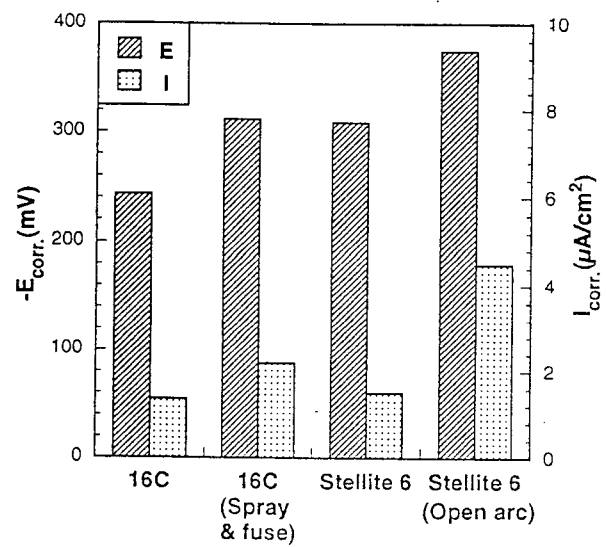 400
300
200
100
0
-E_corr.(mV)
E
I
10
8
6
4
2
0
I_corr.(μA/cm²)
16C
16C
(Spray
& fuse)
Stellite 6
Stellite 6
(Open arc)